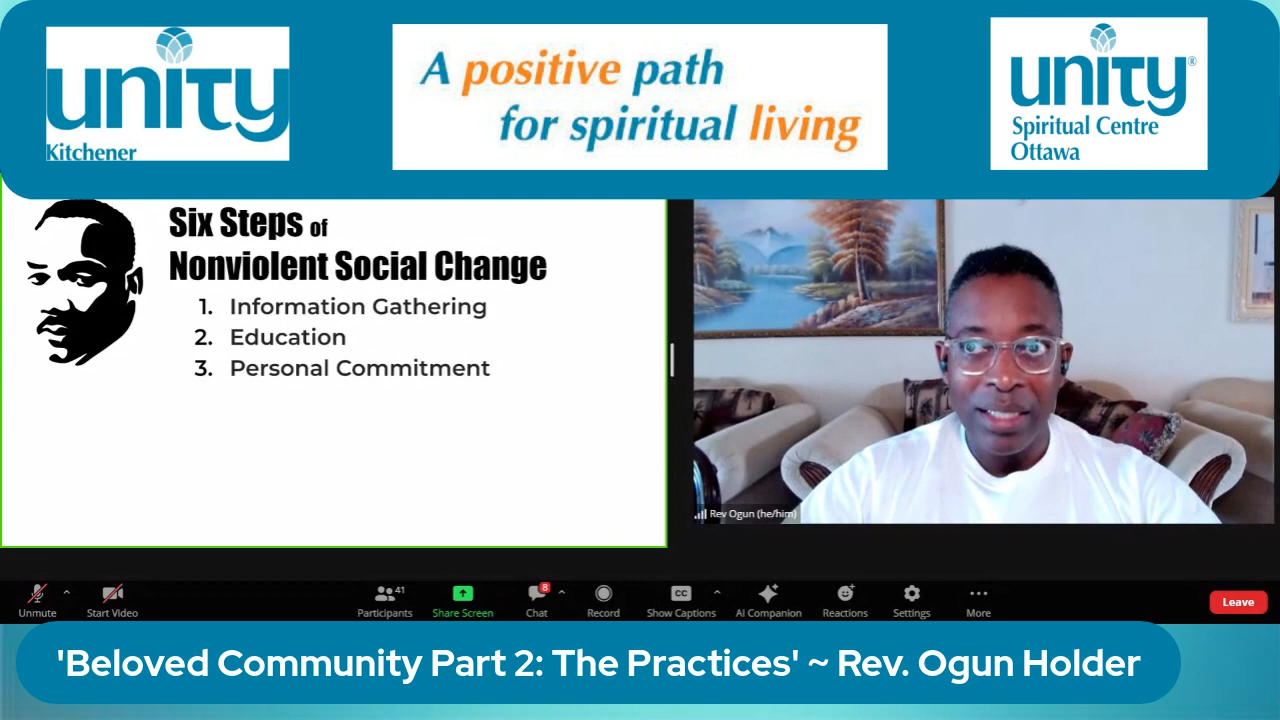 unity
Kitchener
A positive path
for spiritual living
unity®
Spiritual Centre
Ottawa
Six Steps of
Nonviolent Social Change
1. Information Gathering
2. Education
3. Personal Commitment
Rev Ogun (he/him)
Unmute
Start Video
Participants
41
Share Screen
Chat
8
Record
CC
Show Captions
AI Companion
Reactions
Settings
More
Leave
'Beloved Community Part 2: The Practices' ~ Rev. Ogun Holder